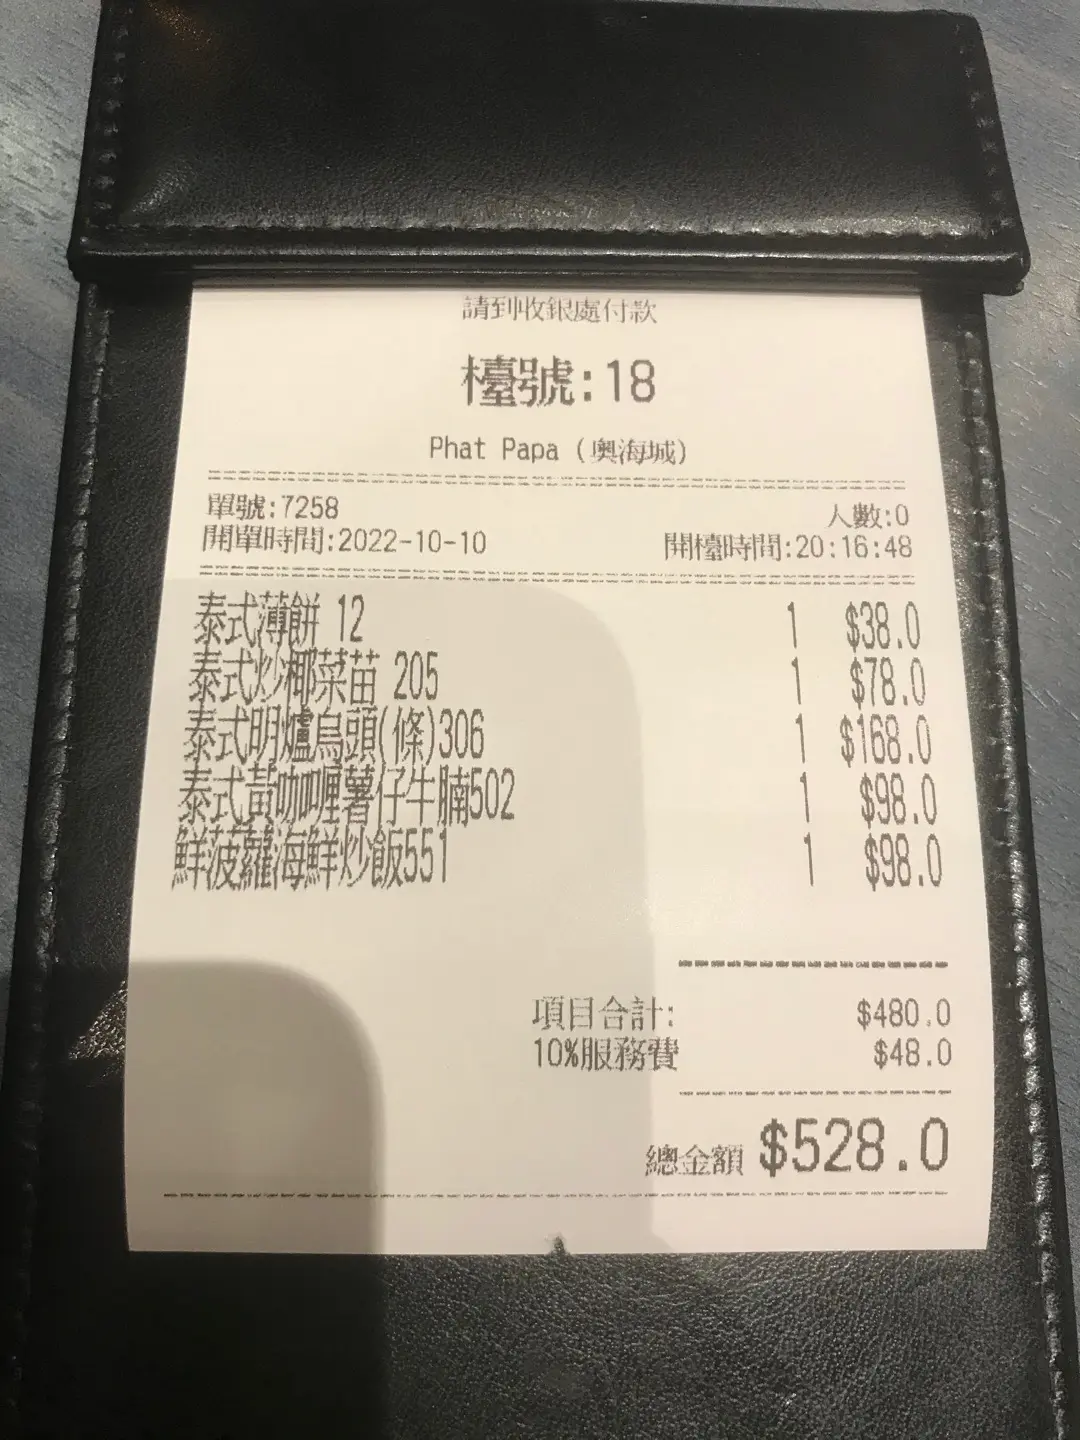 請到收銀處付款
檯號:18
Phat Papa (奧海城)
單號:7258 人數:0
開單時間:2022-10-10 開檯時間:20:16:48
泰式薄餅 12 1 $38.0
泰式炒椰菜苗 205 1 $78.0
泰式明爐烏頭(條)306 1 $168.0
泰式黃咖喱薯仔牛腩502 1 $98.0
鮮菠蘿海鮮炒飯551 1 $98.0
項目合計: $480.0
10%服務費 $48.0
總金額 $528.0